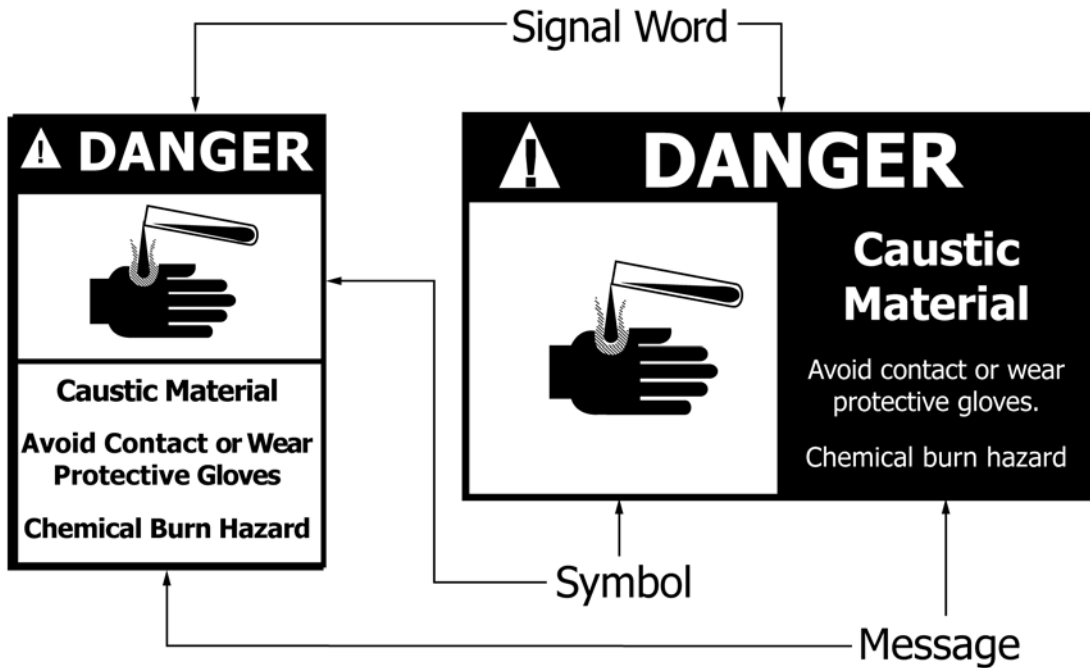 Signal Word
! DANGER
Caustic Material
Avoid Contact or Wear
Protective Gloves
Chemical Burn Hazard
! DANGER
Caustic
Material
Avoid contact or wear
protective gloves.
Chemical burn hazard
Symbol
Message